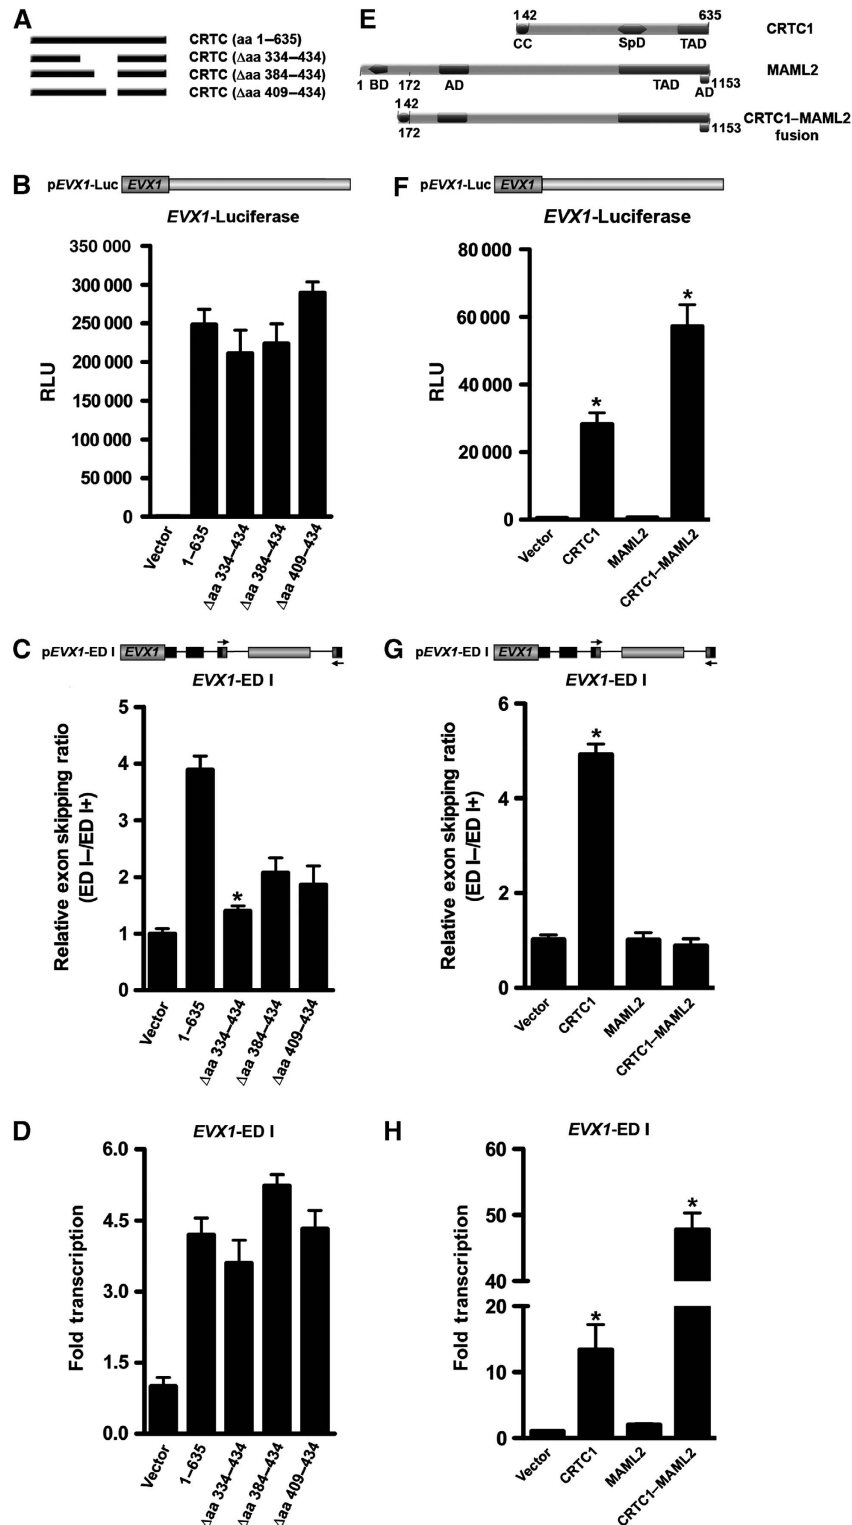 A
CRTC (aa 1–635)
CRTC (Δaa 334–434)
CRTC (Δaa 384–434)
CRTC (Δaa 409–434)
E
1 42 635
CRTC1
CC SpD TAD
MAML2
1 BD 172 AD TAD AD 1153
1 42
CRTC1–MAML2
fusion
172 1153
B
pEVX1-Luc EVX1
EVX1-Luciferase
350 000
300 000
250 000
200 000
150 000
100 000
50 000
0
RLU
Vector
1–635
Δaa 334–434
Δaa 384–434
Δaa 409–434
F
pEVX1-Luc EVX1
EVX1-Luciferase
80 000
60 000
40 000
20 000
0
RLU
*
*
Vector
CRTC1
MAML2
CRTC1–MAML2
C
pEVX1-ED I EVX1
EVX1-ED I
5
4
3
2
1
0
Relative exon skipping ratio
(ED I–/ED I+)
*
Vector
1–635
Δaa 334–434
Δaa 384–434
Δaa 409–434
G
pEVX1-ED I EVX1
EVX1-ED I
6
4
2
0
Relative exon skipping ratio
(ED I–/ED I+)
*
Vector
CRTC1
MAML2
CRTC1–MAML2
D
EVX1-ED I
6.0
4.5
3.0
1.5
0.0
Fold transcription
Vector
1–635
Δaa 334–434
Δaa 384–434
Δaa 409–434
H
EVX1-ED I
60
50
40
20
10
0
Fold transcription
*
*
Vector
CRTC1
MAML2
CRTC1–MAML2